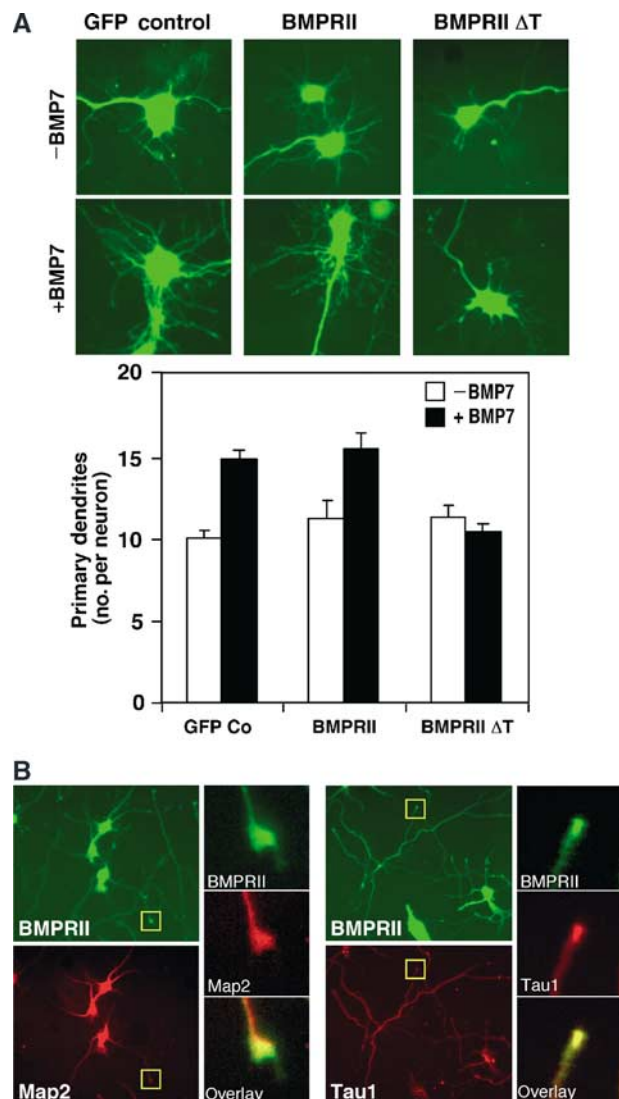 A
GFP control BMPRII BMPRII ΔT
−BMP7
+BMP7
Primary dendrites
(no. per neuron)
20
15
10
5
0
−BMP7
+ BMP7
GFP Co BMPRII BMPRII ΔT
B
BMPRII
BMPRII
Map2
Map2
Overlay
BMPRII
BMPRII
Tau1
Tau1
Overlay